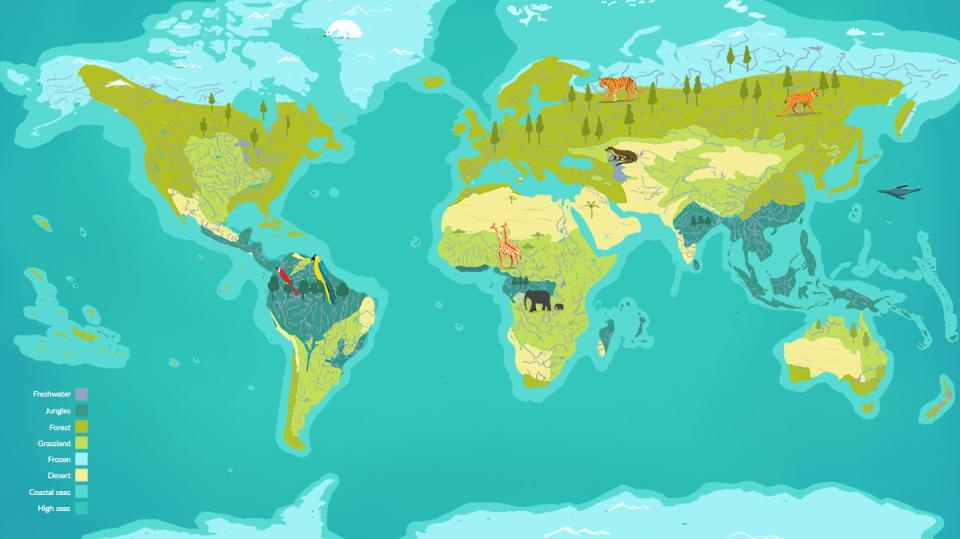 Freshwater
Jungles
Forest
Grassland
Frozen
Desert
Coastal seas
High seas